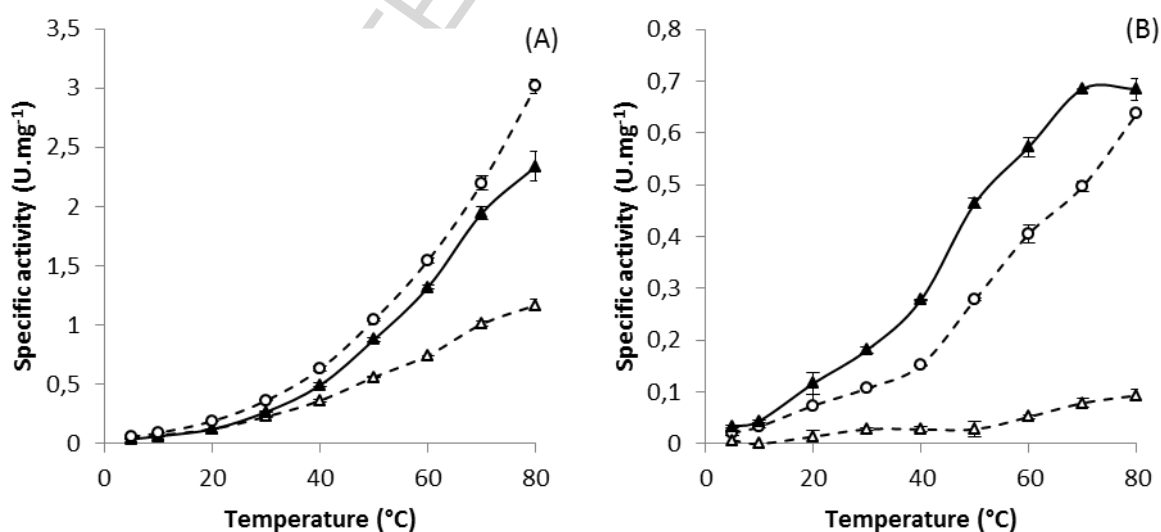 (A)
Specific activity (U.mg-1)
3,5
3
2,5
2
1,5
1
0,5
0
0 20 40 60 80
Temperature (°C)
(B)
Specific activity (U.mg-1)
0,8
0,7
0,6
0,5
0,4
0,3
0,2
0,1
0
0 20 40 60 80
Temperature (°C)